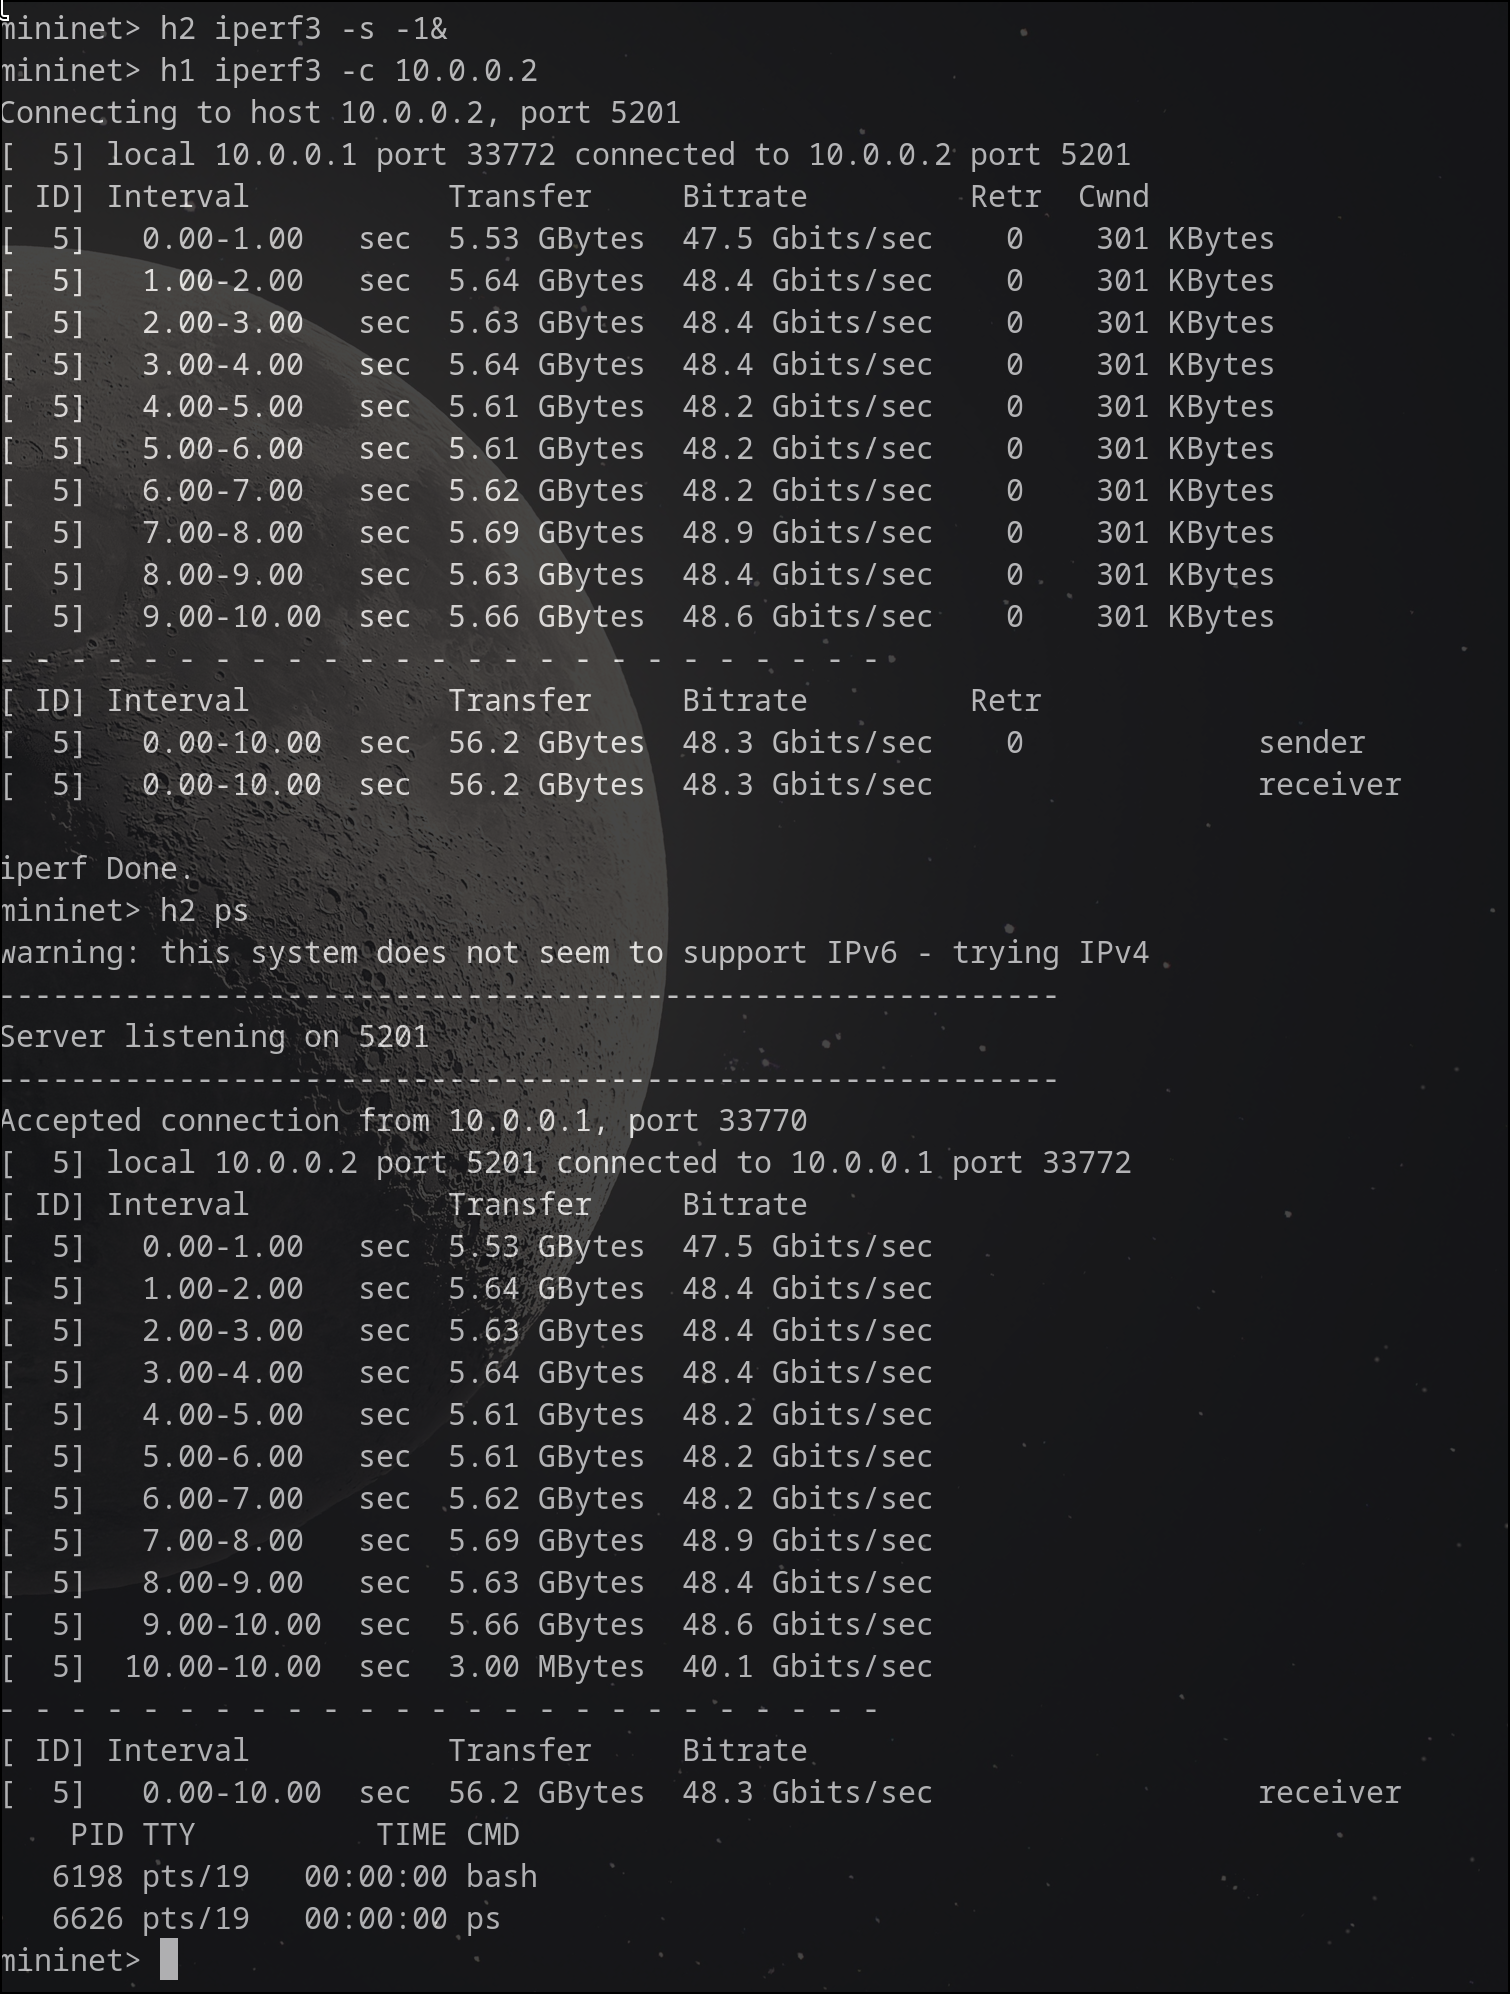 mininet> h2 iperf3 -s -1&
mininet> h1 iperf3 -c 10.0.0.2
Connecting to host 10.0.0.2, port 5201
[  5] local 10.0.0.1 port 33772 connected to 10.0.0.2 port 5201
[ ID] Interval           Transfer     Bitrate         Retr  Cwnd
[  5]   0.00-1.00   sec  5.53 GBytes  47.5 Gbits/sec    0    301 KBytes
[  5]   1.00-2.00   sec  5.64 GBytes  48.4 Gbits/sec    0    301 KBytes
[  5]   2.00-3.00   sec  5.63 GBytes  48.4 Gbits/sec    0    301 KBytes
[  5]   3.00-4.00   sec  5.64 GBytes  48.4 Gbits/sec    0    301 KBytes
[  5]   4.00-5.00   sec  5.61 GBytes  48.2 Gbits/sec    0    301 KBytes
[  5]   5.00-6.00   sec  5.61 GBytes  48.2 Gbits/sec    0    301 KBytes
[  5]   6.00-7.00   sec  5.62 GBytes  48.2 Gbits/sec    0    301 KBytes
[  5]   7.00-8.00   sec  5.69 GBytes  48.9 Gbits/sec    0    301 KBytes
[  5]   8.00-9.00   sec  5.63 GBytes  48.4 Gbits/sec    0    301 KBytes
[  5]   9.00-10.00  sec  5.66 GBytes  48.6 Gbits/sec    0    301 KBytes
- - - - - - - - - - - - - - - - - - - - - - - - -
[ ID] Interval           Transfer     Bitrate         Retr
[  5]   0.00-10.00  sec  56.2 GBytes  48.3 Gbits/sec    0             sender
[  5]   0.00-10.00  sec  56.2 GBytes  48.3 Gbits/sec                  receiver

iperf Done.
mininet> h2 ps
warning: this system does not seem to support IPv6 - trying IPv4
-----------------------------------------------------------
Server listening on 5201
-----------------------------------------------------------
Accepted connection from 10.0.0.1, port 33770
[  5] local 10.0.0.2 port 5201 connected to 10.0.0.1 port 33772
[ ID] Interval           Transfer     Bitrate
[  5]   0.00-1.00   sec  5.53 GBytes  47.5 Gbits/sec
[  5]   1.00-2.00   sec  5.64 GBytes  48.4 Gbits/sec
[  5]   2.00-3.00   sec  5.63 GBytes  48.4 Gbits/sec
[  5]   3.00-4.00   sec  5.64 GBytes  48.4 Gbits/sec
[  5]   4.00-5.00   sec  5.61 GBytes  48.2 Gbits/sec
[  5]   5.00-6.00   sec  5.61 GBytes  48.2 Gbits/sec
[  5]   6.00-7.00   sec  5.62 GBytes  48.2 Gbits/sec
[  5]   7.00-8.00   sec  5.69 GBytes  48.9 Gbits/sec
[  5]   8.00-9.00   sec  5.63 GBytes  48.4 Gbits/sec
[  5]   9.00-10.00  sec  5.66 GBytes  48.6 Gbits/sec
[  5]  10.00-10.00  sec  3.00 MBytes  40.1 Gbits/sec
- - - - - - - - - - - - - - - - - - - - - - - - -
[ ID] Interval           Transfer     Bitrate
[  5]   0.00-10.00  sec  56.2 GBytes  48.3 Gbits/sec                  receiver
    PID TTY          TIME CMD
   6198 pts/19   00:00:00 bash
   6626 pts/19   00:00:00 ps
mininet>